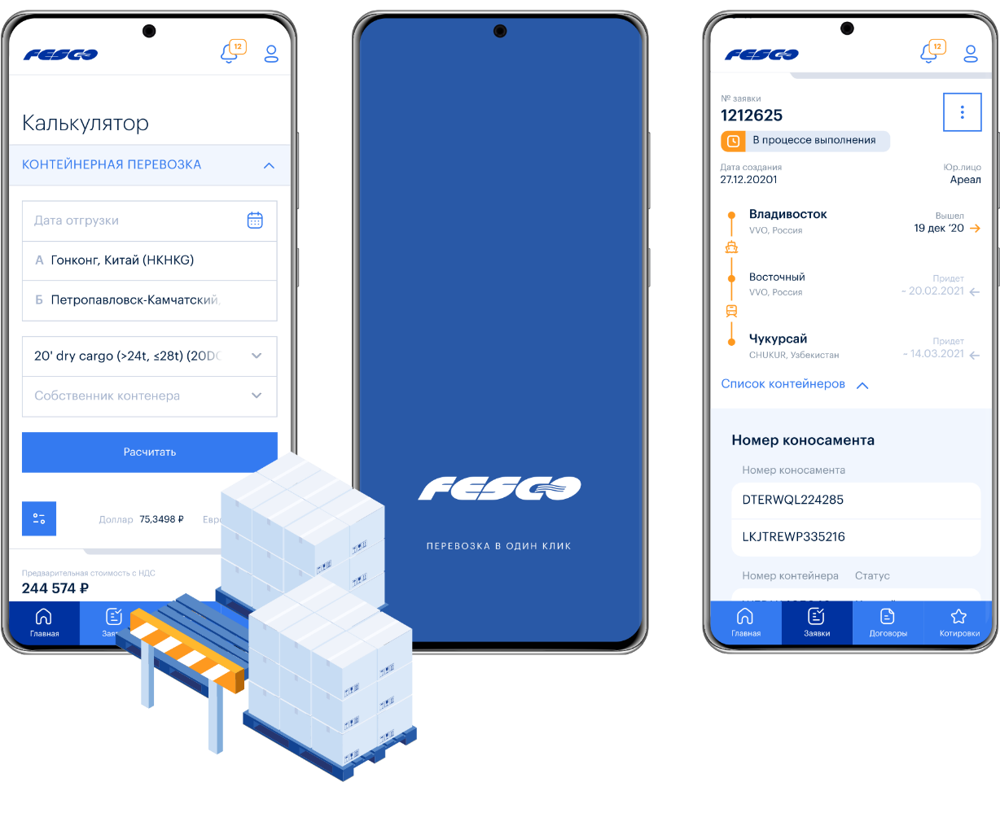 FESCO
12
Калькулятор
КОНТЕЙНЕРНАЯ ПЕРЕВОЗКА
Дата отгрузки
А Гонконг, Китай (HKHKG)
Б Петропавловск-Камчатский,
20' dry cargo (>24t, ≤28t) (20DC
Собственник контенера
Расчитать
Доллар 75,3498 ₽
Предварительная стоимость с НДС
244 574 ₽
Главная
FESCO
ПЕРЕВОЗКА В ОДИН КЛИК
FESCO
12
№ заявки
1212625
В процессе выполнения
Дата создания Юр.лицо
27.12.20201 Ареал
Владивосток Вышел
VVO, Россия 19 дек ‘20
Восточный Придет
VVO, Россия ~ 20.02.2021
Чукурсай Придет
CHUKUR, Узбекистан ~ 14.03.2021
Список контейнеров
Номер коносамента
Номер коносамента
DTERWQL224285
LKJTREWP335216
Номер контейнера Статус
Главная Заявки Договоры Котировки